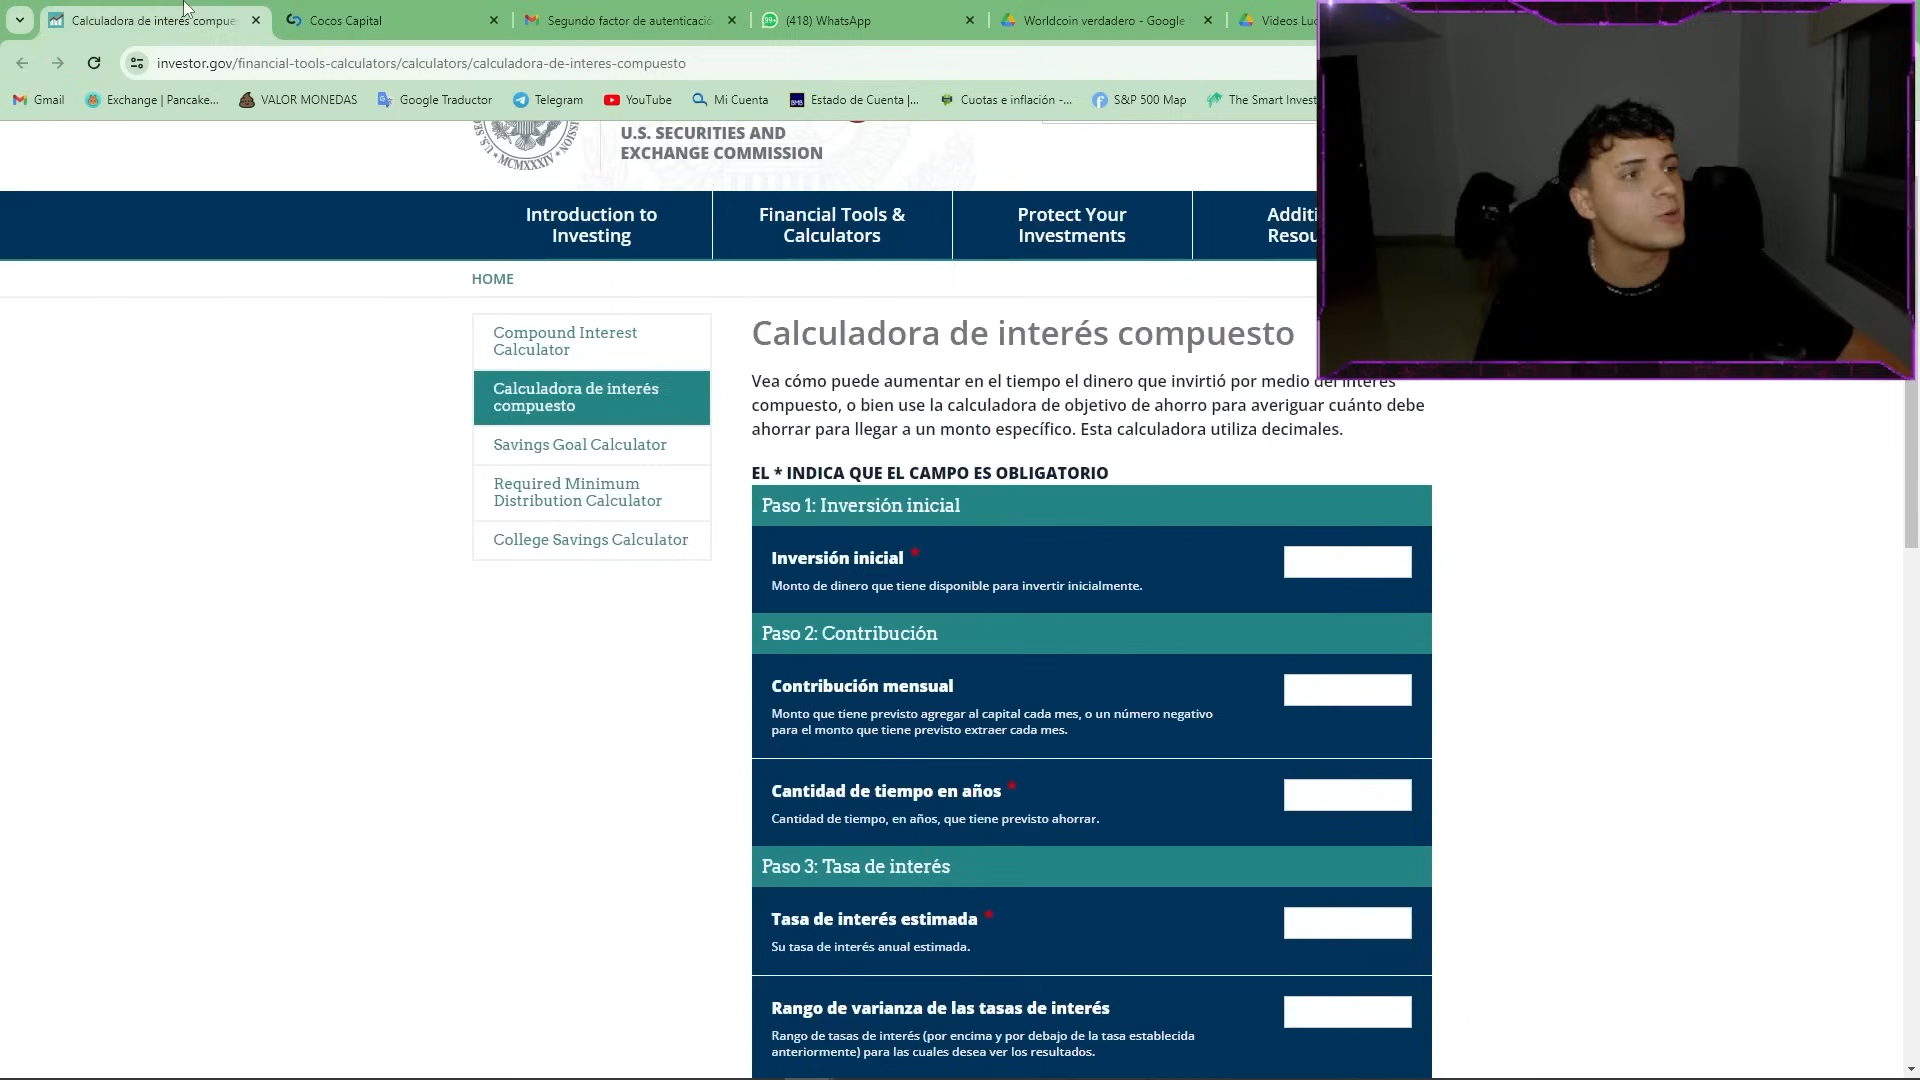 Calculadora de interés compue
Cocos Capital
Segundo factor de autenticació
(418) WhatsApp
Worldcoin verdadero - Google
Videos Luc
investor.gov/financial-tools-calculators/calculators/calculadora-de-interes-compuesto
Gmail
Exchange | Pancake...
VALOR MONEDAS
Google Traductor
Telegram
YouTube
Mi Cuenta
Estado de Cuenta |...
Cuotas e inflación -...
S&P 500 Map
The Smart Invest
MCMXXXIV
U.S. SECURITIES AND
EXCHANGE COMMISSION
Introduction to
Investing
Financial Tools &
Calculators
Protect Your
Investments
Additi
Resou
HOME
Compound Interest
Calculator
Calculadora de interés
compuesto
Savings Goal Calculator
Required Minimum
Distribution Calculator
College Savings Calculator
Calculadora de interés compuesto
Vea cómo puede aumentar en el tiempo el dinero que invirtió por medio del interés
compuesto, o bien use la calculadora de objetivo de ahorro para averiguar cuánto debe
ahorrar para llegar a un monto específico. Esta calculadora utiliza decimales.
EL * INDICA QUE EL CAMPO ES OBLIGATORIO
Paso 1: Inversión inicial
Inversión inicial *
Monto de dinero que tiene disponible para invertir inicialmente.
Paso 2: Contribución
Contribución mensual
Monto que tiene previsto agregar al capital cada mes, o un número negativo
para el monto que tiene previsto extraer cada mes.
Cantidad de tiempo en años *
Cantidad de tiempo, en años, que tiene previsto ahorrar.
Paso 3: Tasa de interés
Tasa de interés estimada *
Su tasa de interés anual estimada.
Rango de varianza de las tasas de interés
Rango de tasas de interés (por encima y por debajo de la tasa establecida
anteriormente) para las cuales desea ver los resultados.